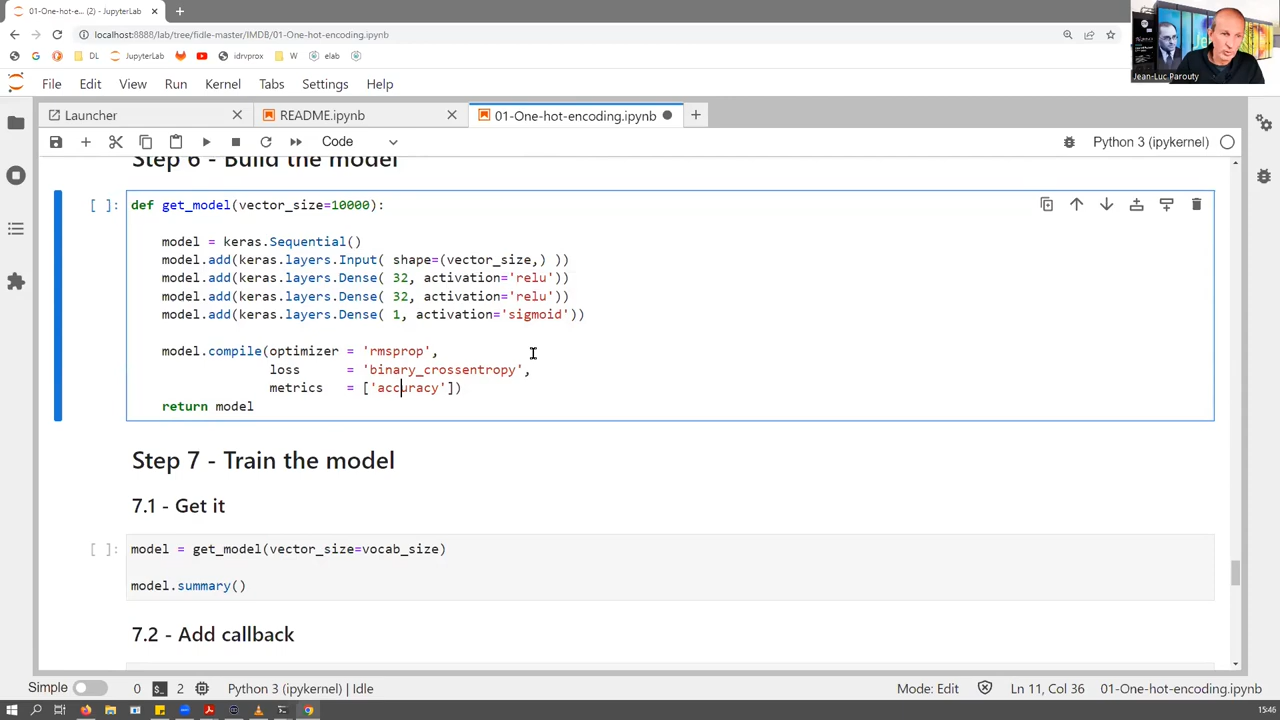 01-One-hot-e... (2) - JupyterLab
localhost:8888/lab/tree/fidle-master/IMDB/01-One-hot-encoding.ipynb
DL JupyterLab idrvprox W elab
Jean-Luc Parouty
File Edit View Run Kernel Tabs Settings Help
Launcher README.ipynb 01-One-hot-encoding.ipynb
Code Python 3 (ipykernel)
Step 6 - Build the model
[ ]: def get_model(vector_size=10000):
model = keras.Sequential()
model.add(keras.layers.Input( shape=(vector_size,) ))
model.add(keras.layers.Dense( 32, activation='relu'))
model.add(keras.layers.Dense( 32, activation='relu'))
model.add(keras.layers.Dense( 1, activation='sigmoid'))
model.compile(optimizer = 'rmsprop',
loss = 'binary_crossentropy',
metrics = ['accuracy'])
return model
Step 7 - Train the model
7.1 - Get it
[ ]: model = get_model(vector_size=vocab_size)
model.summary()
7.2 - Add callback
Simple 0 2 Python 3 (ipykernel) | Idle Mode: Edit Ln 11, Col 36 01-One-hot-encoding.ipynb
15:46